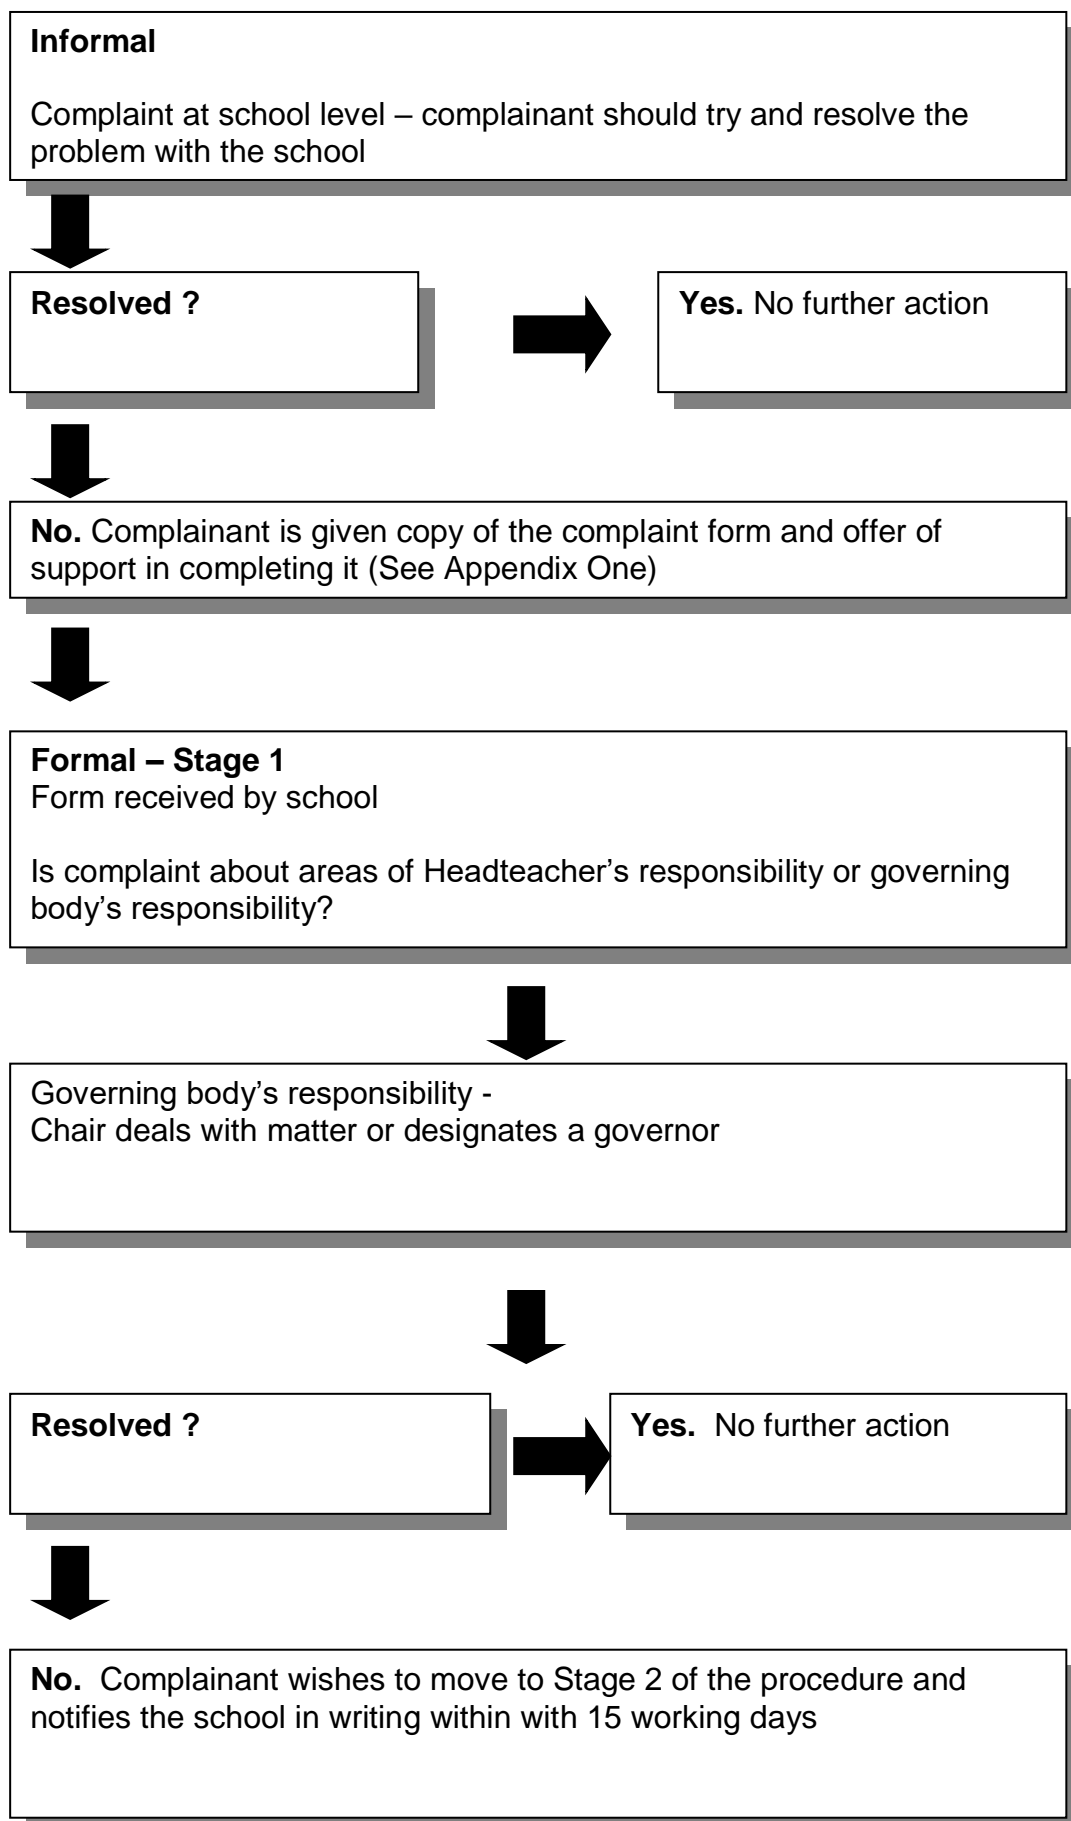 Informal
Complaint at school level – complainant should try and resolve the
problem with the school
Resolved ?
Yes. No further action
No. Complainant is given copy of the complaint form and offer of
support in completing it (See Appendix One)
Formal – Stage 1
Form received by school
Is complaint about areas of Headteacher’s responsibility or governing
body’s responsibility?
Governing body’s responsibility -
Chair deals with matter or designates a governor
Resolved ?
Yes.  No further action
No.  Complainant wishes to move to Stage 2 of the procedure and
notifies the school in writing within with 15 working days